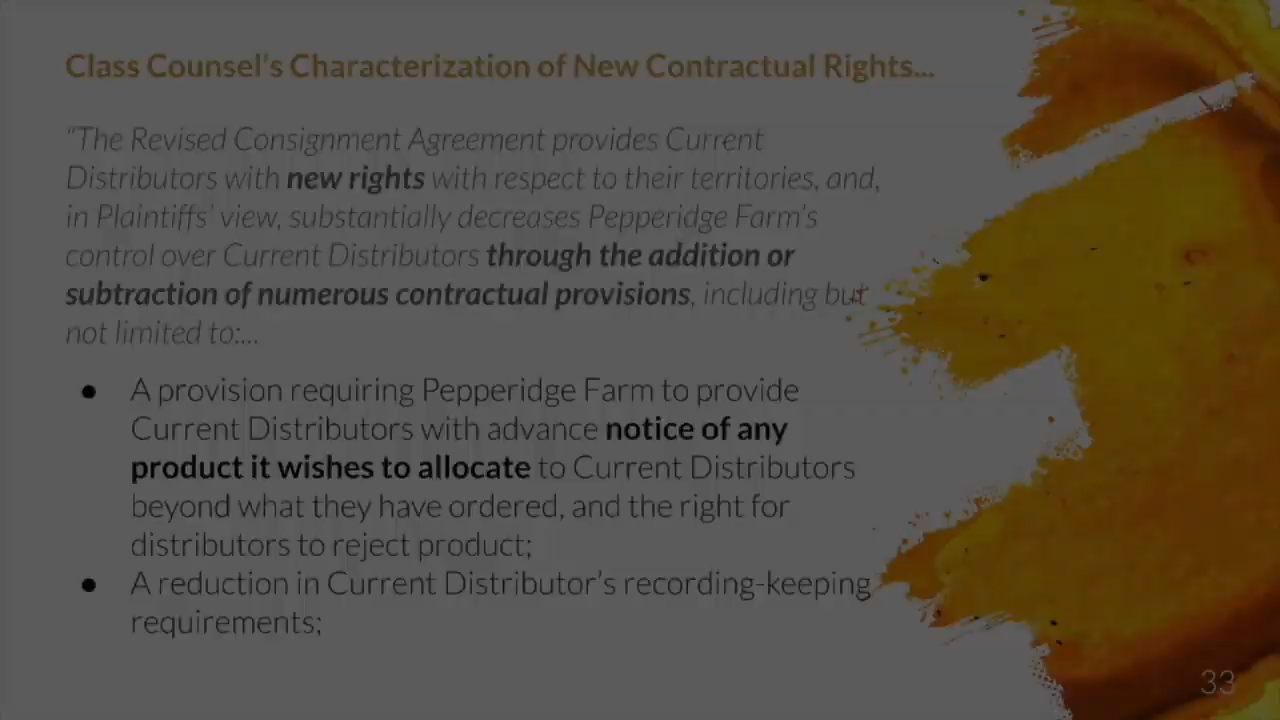 Class Counsel's Characterization of New Contractual Rights...
“The Revised Consignment Agreement provides Current
Distributors with new rights with respect to their territories, and,
in Plaintiffs' view, substantially decreases Pepperidge Farm's
control over Current Distributors through the addition or
subtraction of numerous contractual provisions, including but
not limited to:...
● A provision requiring Pepperidge Farm to provide
Current Distributors with advance notice of any
product it wishes to allocate to Current Distributors
beyond what they have ordered, and the right for
distributors to reject product;
● A reduction in Current Distributor's recording-keeping
requirements;
33